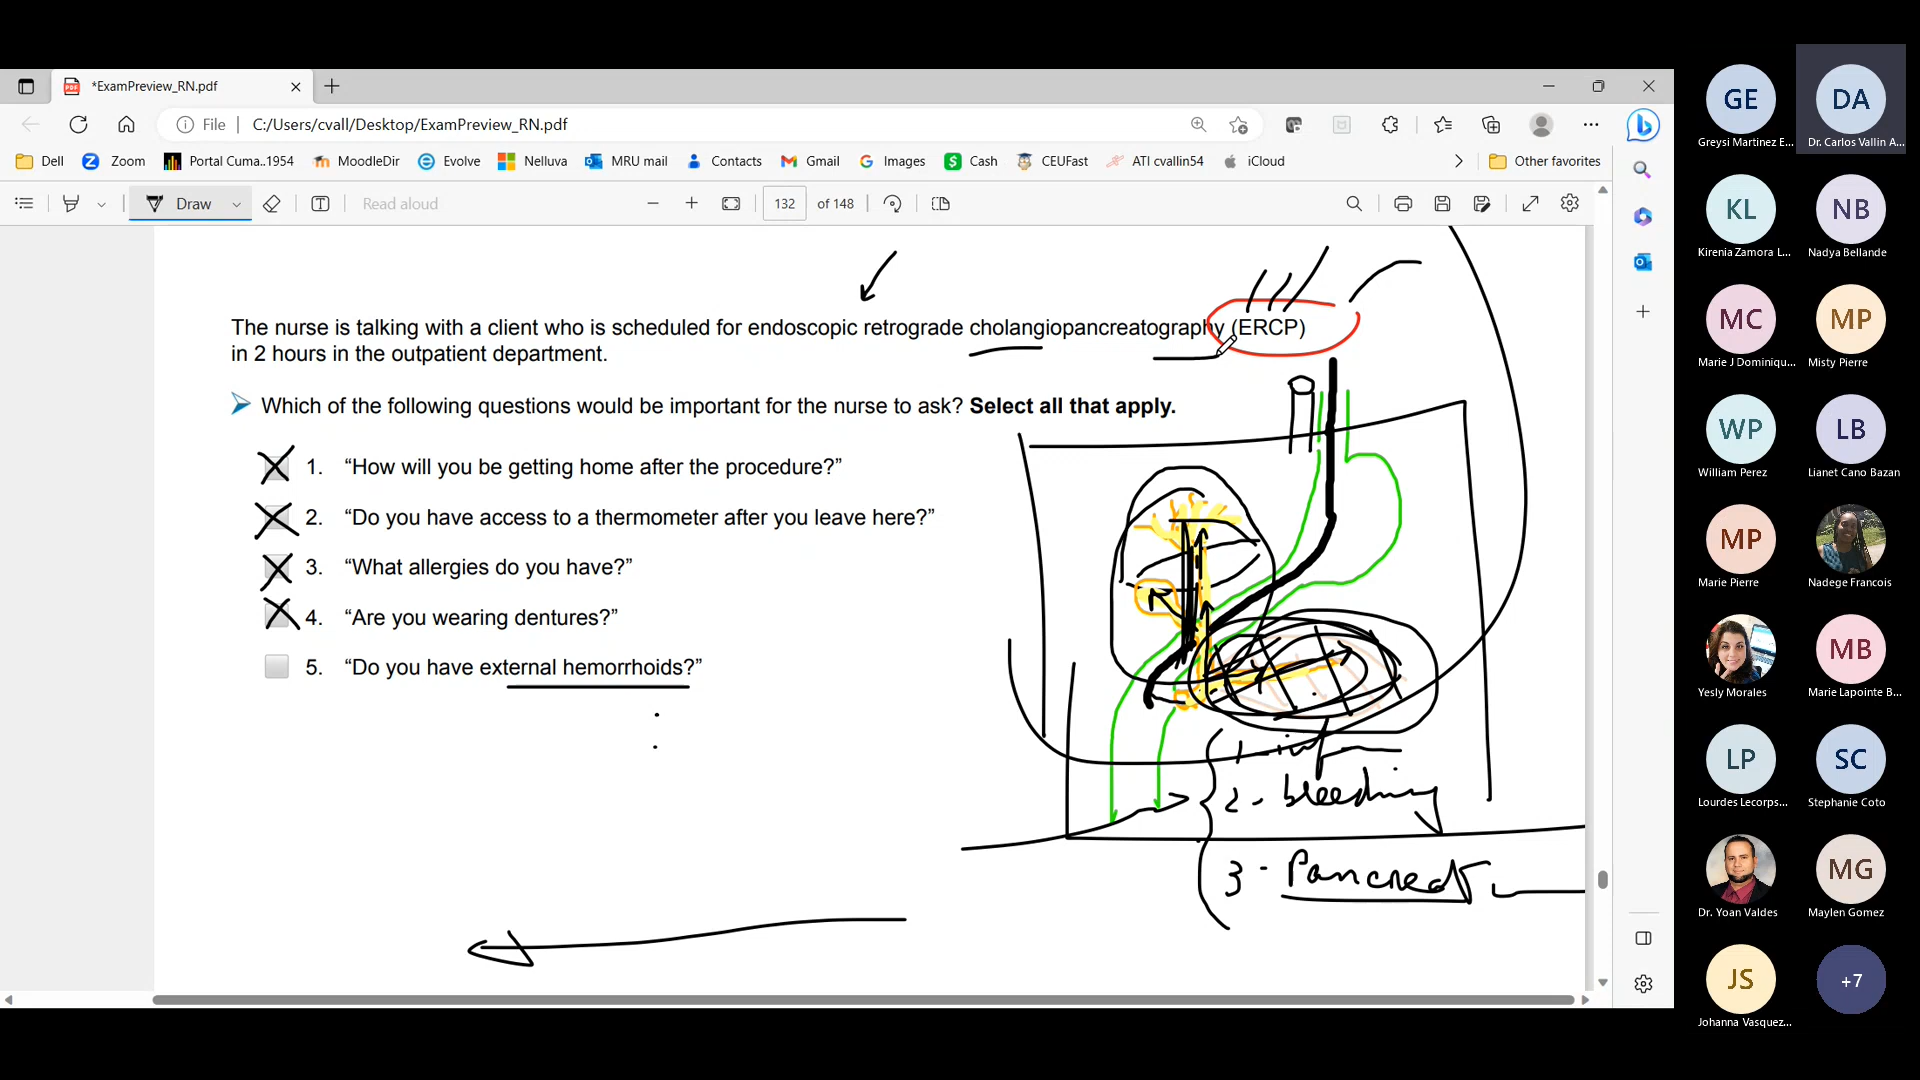 *ExamPreview_RN.pdf
File
C:/Users/cvall/Desktop/ExamPreview_RN.pdf
Dell
Zoom
Portal Cuma..1954
MoodleDir
Evolve
Nelluva
MRU mail
Contacts
Gmail
Images
Cash
CEUFast
ATI cvallin54
iCloud
Other favorites
Draw
Read aloud
132
of 148
The nurse is talking with a client who is scheduled for endoscopic retrograde cholangiopancreatography (ERCP)
in 2 hours in the outpatient department.
Which of the following questions would be important for the nurse to ask? Select all that apply.
1. “How will you be getting home after the procedure?”
2. “Do you have access to a thermometer after you leave here?”
3. “What allergies do you have?”
4. “Are you wearing dentures?”
5. “Do you have external hemorrhoids?”
1 - inf
2 - bleeding
3 - Pancreat
GE
Greysi Martinez E...
DA
Dr. Carlos Vallin A...
KL
Kirenia Zamora L...
NB
Nadya Bellande
MC
Marie J Dominiqu...
MP
Misty Pierre
WP
William Perez
LB
Lianet Cano Bazan
MP
Marie Pierre
Nadege Francois
Yesly Morales
MB
Marie Lapointe B...
LP
Lourdes Lecorps...
SC
Stephanie Coto
Dr. Yoan Valdes
MG
Maylen Gomez
JS
Johanna Vasquez...
+7